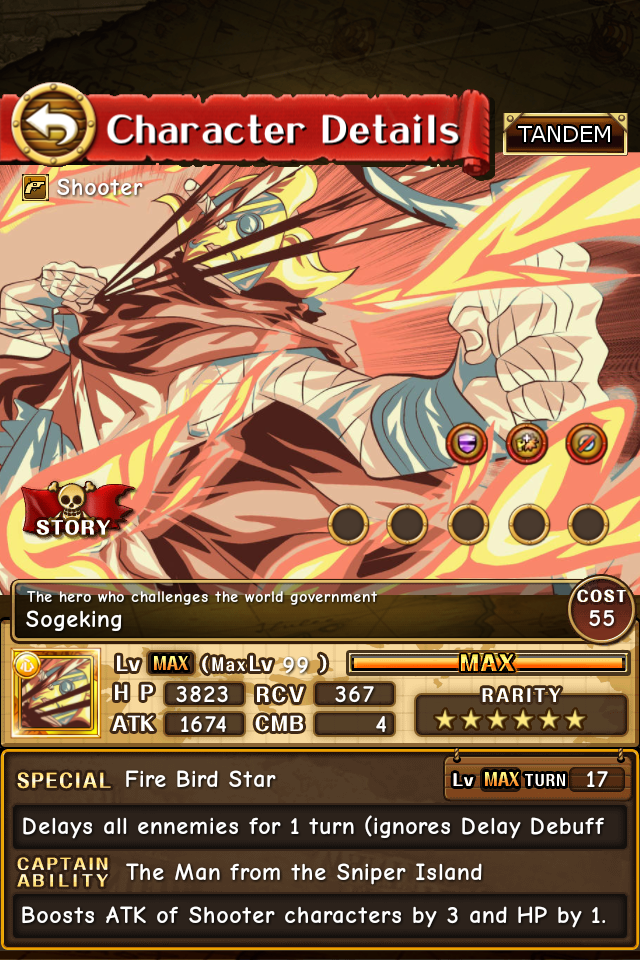 Character Details
TANDEM
Shooter
STORY
The hero who challenges the world government
Sogeking
COST
55
Lv MAX (MaxLv 99 )
MAX
HP 3823 RCV 367
ATK 1674 CMB 4
RARITY
SPECIAL Fire Bird Star
Lv MAX TURN 17
Delays all ennemies for 1 turn (ignores Delay Debuff
CAPTAIN ABILITY The Man from the Sniper Island
Boosts ATK of Shooter characters by 3 and HP by 1.